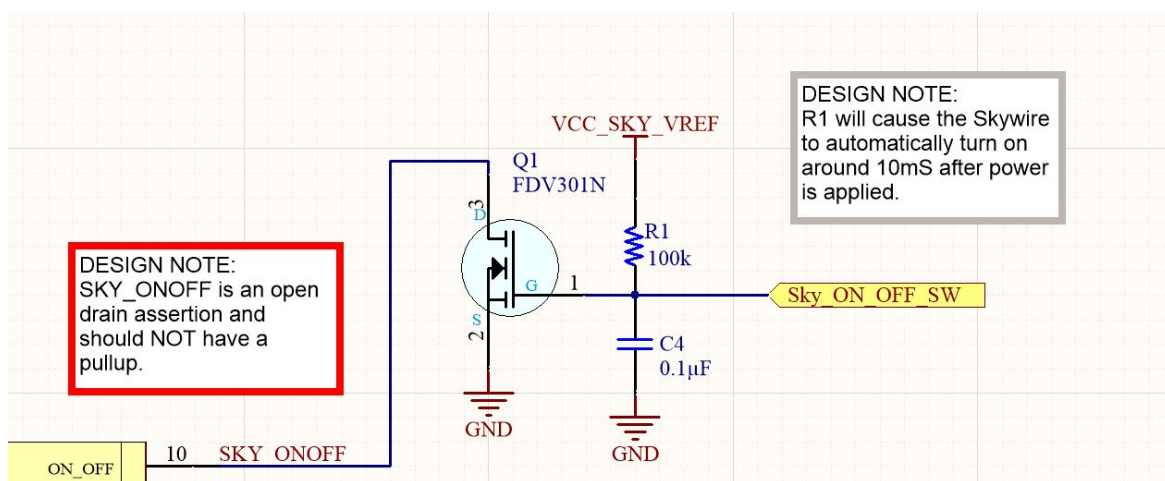 DESIGN NOTE:
R1 will cause the Skywire
to automatically turn on
around 10mS after power
is applied.
VCC_SKY_VREF
Q1
FDV301N
3
D
R1
100k
DESIGN NOTE:
SKY_ONOFF is an open
drain assertion and
should NOT have a
pullup.
G
1
Sky_ON_OFF_SW
S
2
C4
0.1µF
GND
GND
10
SKY_ONOFF
ON_OFF